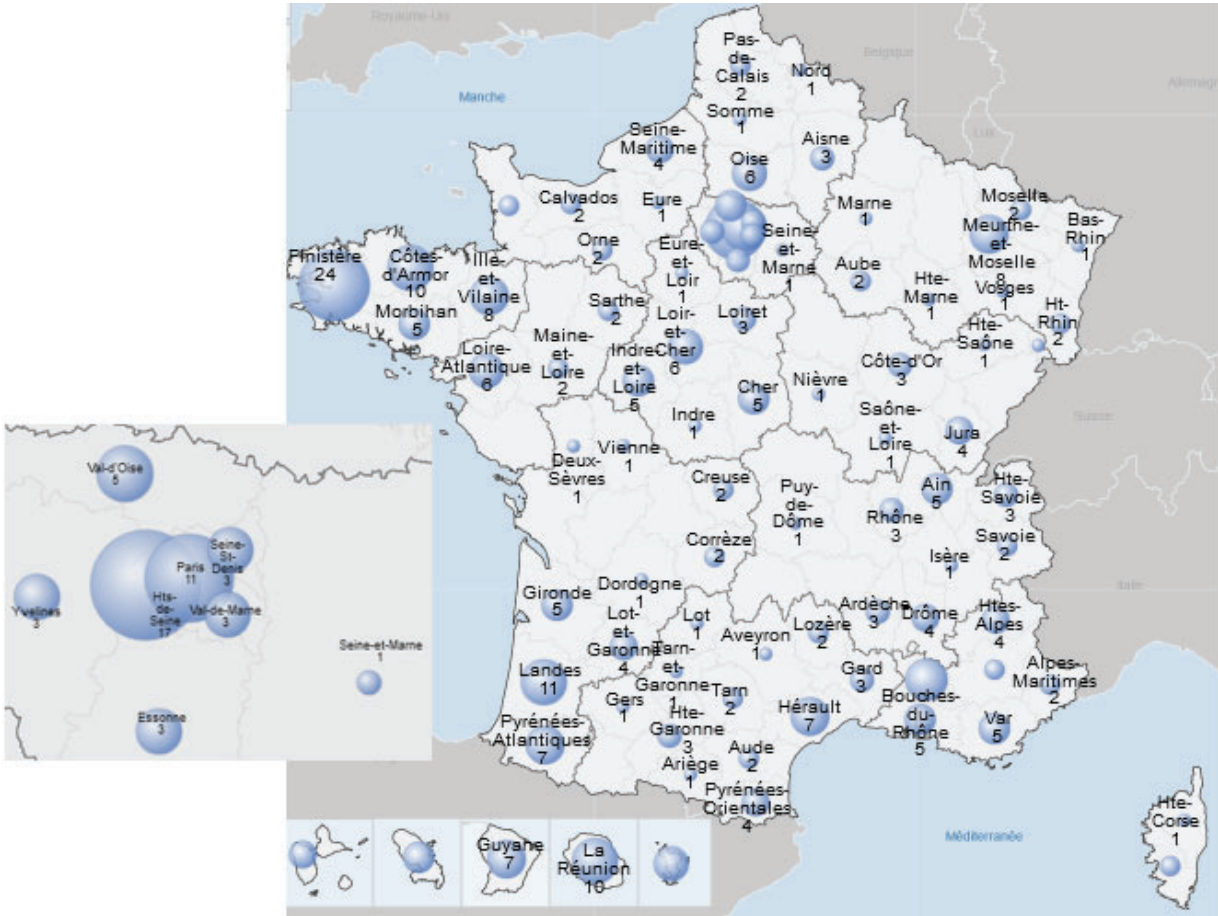 Royaume-Uni
Belgique
Allemagn
Lux
Suisse
Italie
Manche
Méditerranée
Pas-
de-
Calais
2
Nord
1
Somme
1
Seine-
Maritime
4
Aisne
3
Oise
6
Calvados
2
Eure
1
Orne
2
Marne
1
Moselle
2
Meurthe-
et-
Moselle
8
Bas-
Rhin
1
Vosges
1
Ht-
Rhin
2
Aube
2
Hte-
Marne
1
Seine-
et-
Marne
1
Finistère
24
Côtes-
d'Armor
10
Ille-
et-
Vilaine
8
Morbihan
5
Eure-
et-
Loir
1
Sarthe
2
Loiret
3
Loir-
et-
Cher
6
Maine-
et-
Loire
2
Indre-
et-
Loire
5
Loire-
Atlantique
6
Cher
5
Indre
1
Nièvre
1
Côte-d'Or
3
Hte-
Saône
1
Saône-
et-
Loire
1
Jura
4
Deux-
Sèvres
1
Vienne
1
Creuse
2
Puy-
de-
Dôme
1
Ain
5
Hte-
Savoie
3
Rhône
3
Savoie
2
Isère
1
Corrèze
2
Dordogne
1
Gironde
5
Lot-
et-
Garonne
4
Lot
1
Aveyron
1
Lozère
2
Ardèche
3
Drôme
4
Htes-
Alpes
4
Landes
11
Tarn-
et-
Garonne
1
Tarn
2
Gard
3
Alpes-
Maritimes
2
Gers
1
Hte-
Garonne
3
Hérault
7
Bouches-
du-
Rhône
5
Var
5
Pyrénées-
Atlantiques
7
Ariège
1
Aude
2
Pyrénées-
Orientales
4
Hte-
Corse
1
Guyane
7
La
Réunion
10
Val-d'Oise
5
Seine-
St-
Denis
3
Paris
11
Hts-
de-
Seine
17
Val-de-Marne
3
Yvelines
3
Seine-et-Marne
1
Essonne
3